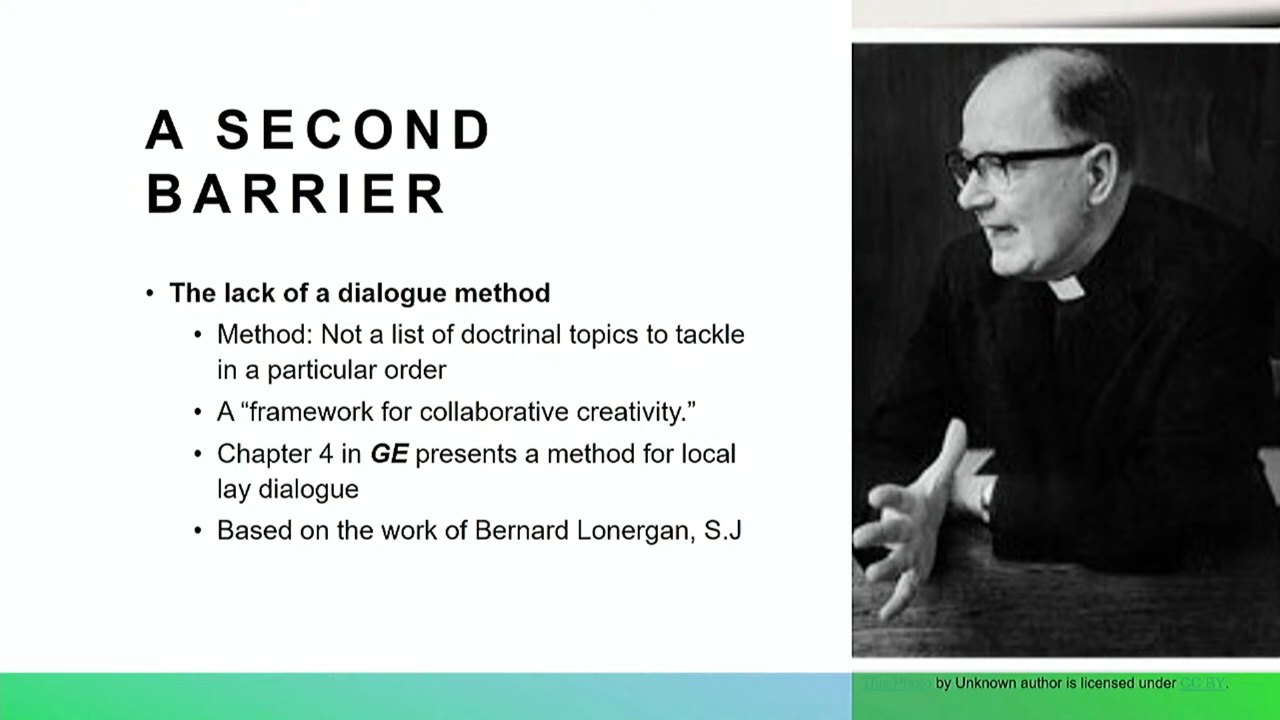 A SECOND
BARRIER
• The lack of a dialogue method
• Method: Not a list of doctrinal topics to tackle
in a particular order
• A “framework for collaborative creativity.”
• Chapter 4 in GE presents a method for local
lay dialogue
• Based on the work of Bernard Lonergan, S.J
This Photo by Unknown author is licensed under CC BY.